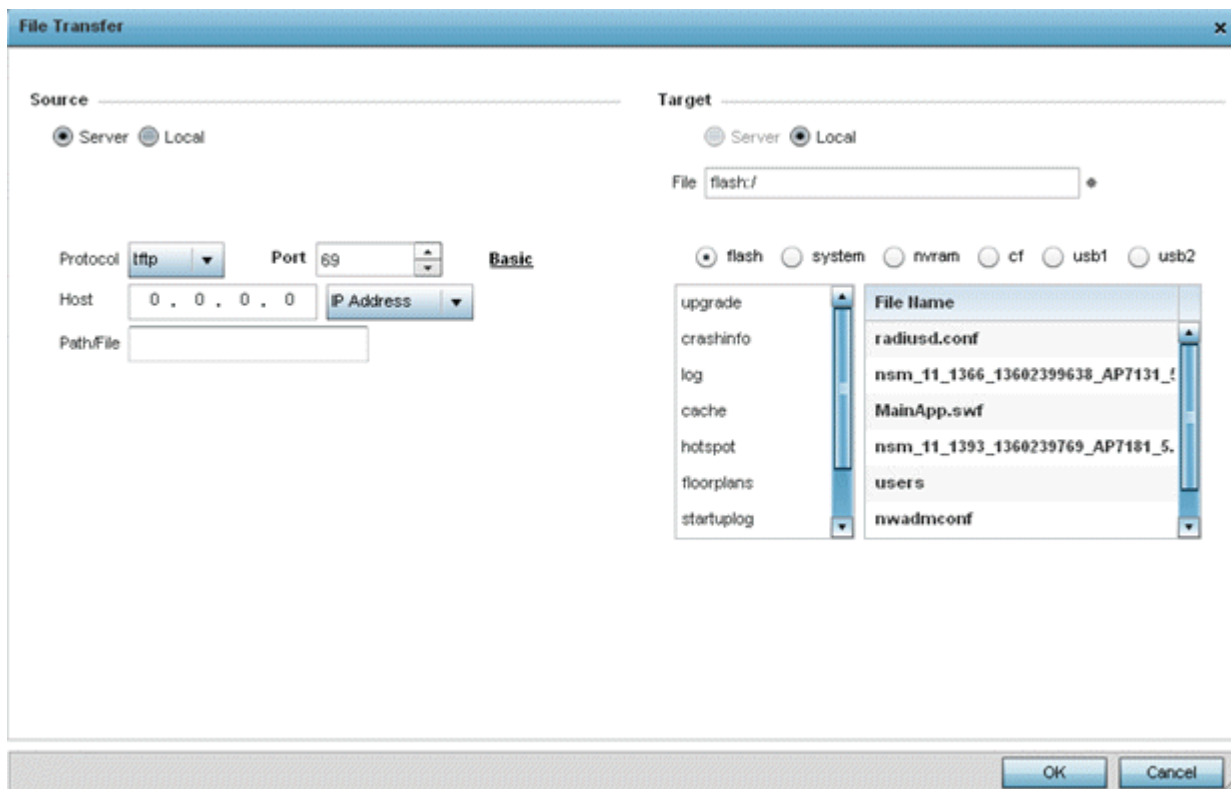 File Transfer
Source
Server Local
Protocol tftp Port 69 Basic
Host 0 . 0 . 0 . 0 IP Address
Path/File
Target
Server Local
File flash:/
flash system nvram cf usb1 usb2
upgrade
crashinfo
log
cache
hotspot
floorplans
startuplog
File Name
radiusd.conf
nsm_11_1366_13602399638_AP7131_5
MainApp.swf
nsm_11_1393_1360239769_AP7181_5.
users
nwadmconf
OK Cancel